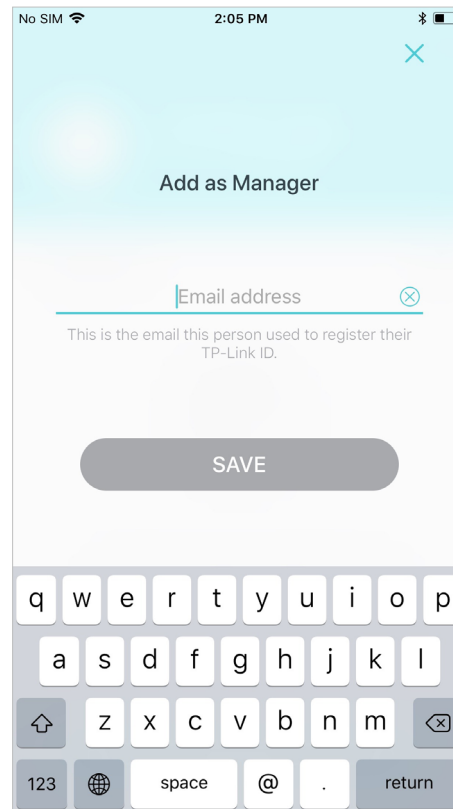 No SIM 2:05 PM
Add as Manager
Email address
This is the email this person used to register their
TP-Link ID.
SAVE
q w e r t y u i o p
a s d f g h j k l
z x c v b n m
123 space @ . return